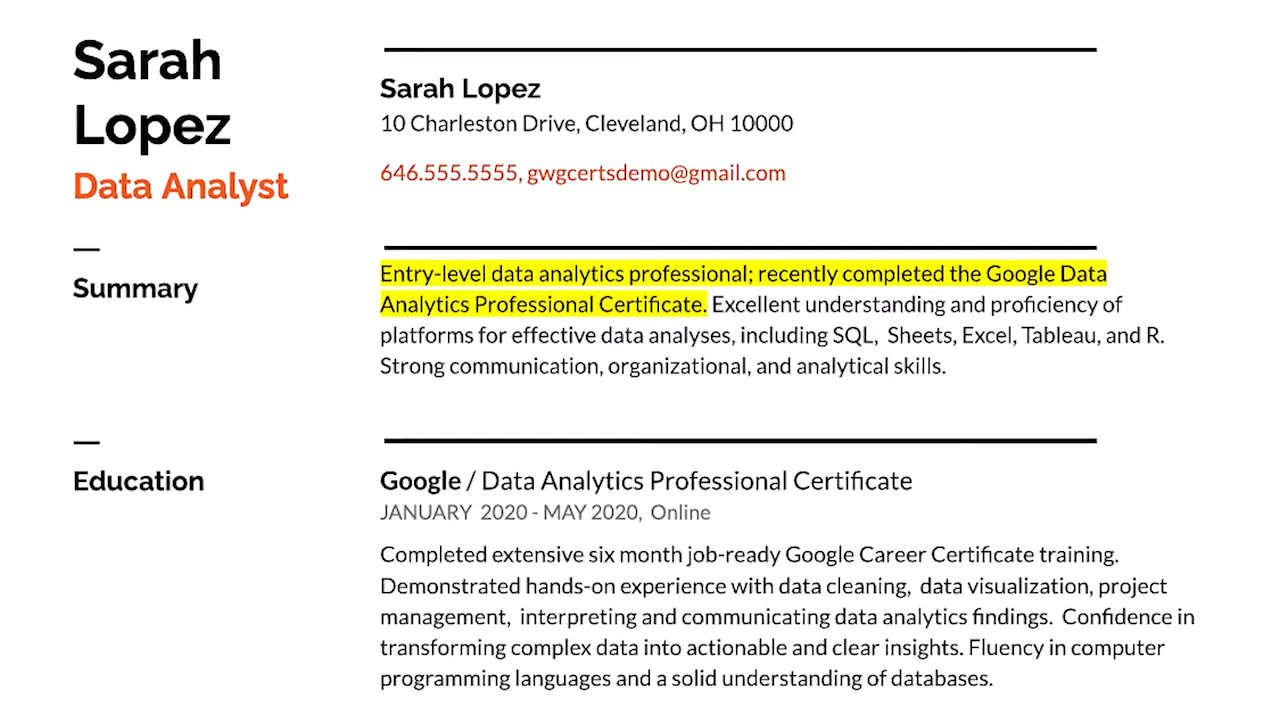 Sarah
Lopez
Data Analyst
Sarah Lopez
10 Charleston Drive, Cleveland, OH 10000
646.555.5555, gwgcertsdemo@gmail.com
—
Summary
Entry-level data analytics professional; recently completed the Google Data
Analytics Professional Certificate. Excellent understanding and proficiency of
platforms for effective data analyses, including SQL,  Sheets, Excel, Tableau, and R.
Strong communication, organizational, and analytical skills.
—
Education
Google / Data Analytics Professional Certificate
JANUARY  2020 - MAY 2020,  Online
Completed extensive six month job-ready Google Career Certificate training.
Demonstrated hands-on experience with data cleaning,  data visualization, project
management,  interpreting and communicating data analytics findings.  Confidence in
transforming complex data into actionable and clear insights. Fluency in computer
programming languages and a solid understanding of databases.